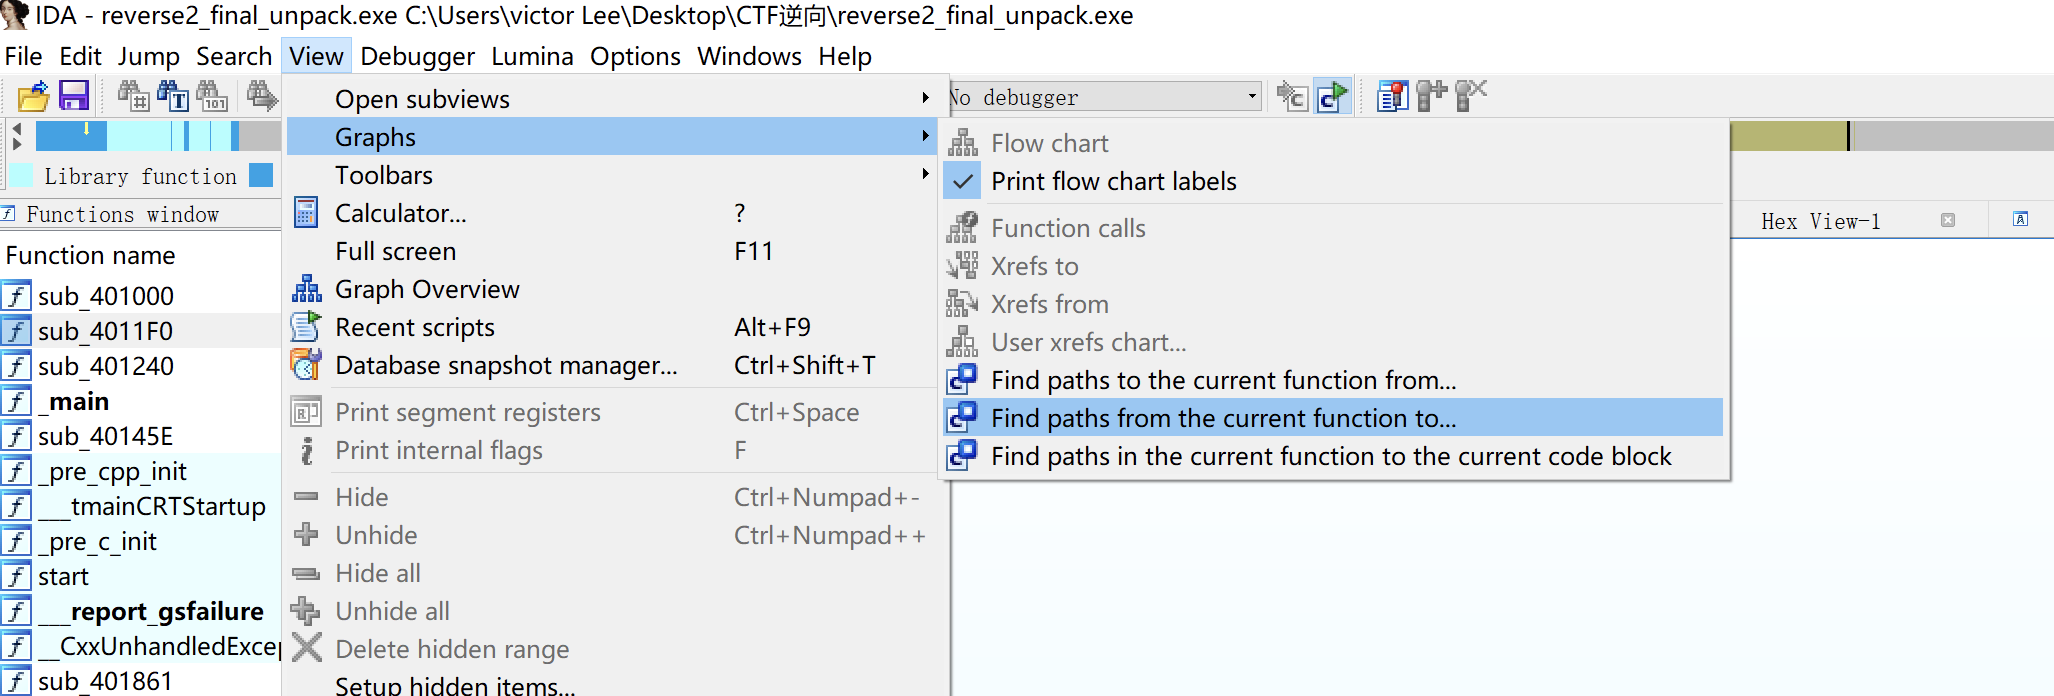 IDA - reverse2_final_unpack.exe C:\Users\victor Lee\Desktop\CTF逆向\reverse2_final_unpack.exe
File Edit Jump Search View Debugger Lumina Options Windows Help
No debugger
Library function
Functions window
Function name
sub_401000
sub_4011F0
sub_401240
_main
sub_40145E
_pre_cpp_init
___tmainCRTStartup
_pre_c_init
start
___report_gsfailure
__CxxUnhandledExcep
sub_401861
Open subviews
Graphs
Toolbars
Calculator... ?
Full screen F11
Graph Overview
Recent scripts Alt+F9
Database snapshot manager... Ctrl+Shift+T
Print segment registers Ctrl+Space
Print internal flags F
Hide Ctrl+Numpad+-
Unhide Ctrl+Numpad++
Hide all
Unhide all
Delete hidden range
Setup hidden items...
Flow chart
Print flow chart labels
Function calls
Xrefs to
Xrefs from
User xrefs chart...
Find paths to the current function from...
Find paths from the current function to...
Find paths in the current function to the current code block
Hex View-1